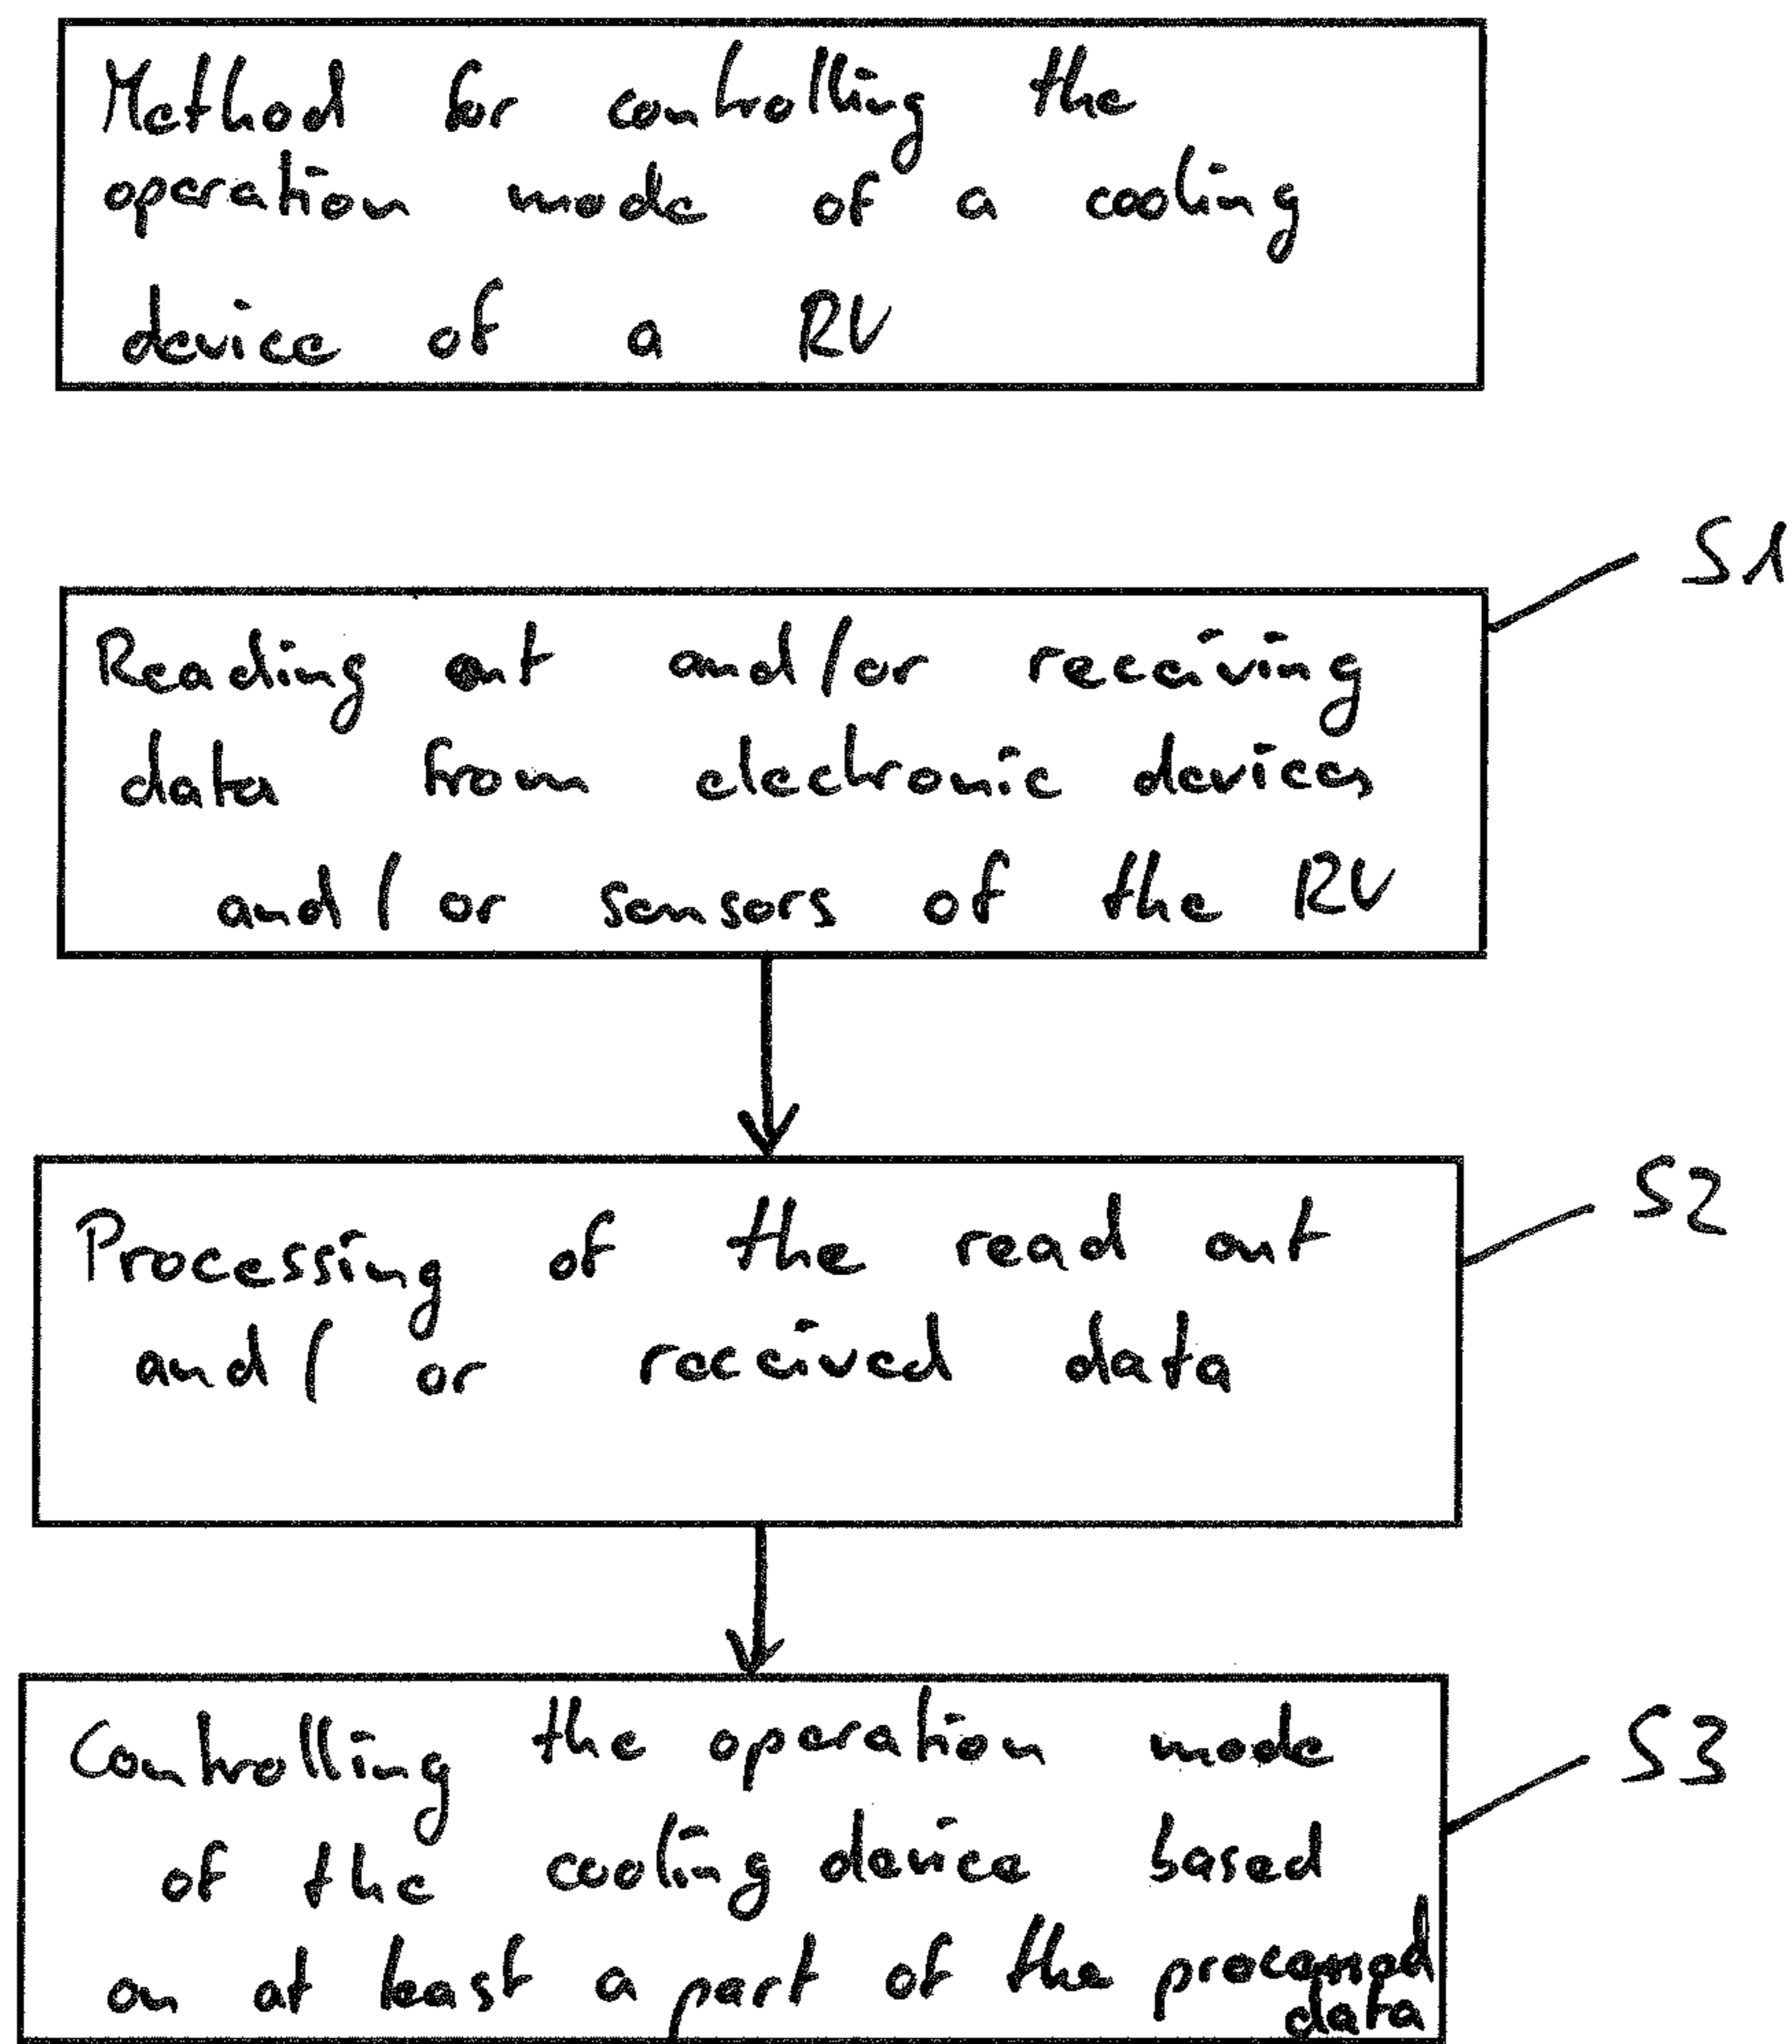 Method for controlling the
operation mode of a cooling
device of a RV
S1
Reading out and/or receiving
data from electronic devices
and/or sensors of the RV
S2
Processing of the read out
and/or received data
S3
Controlling the operation mode
of the cooling device based
on at least a part of the processed
data